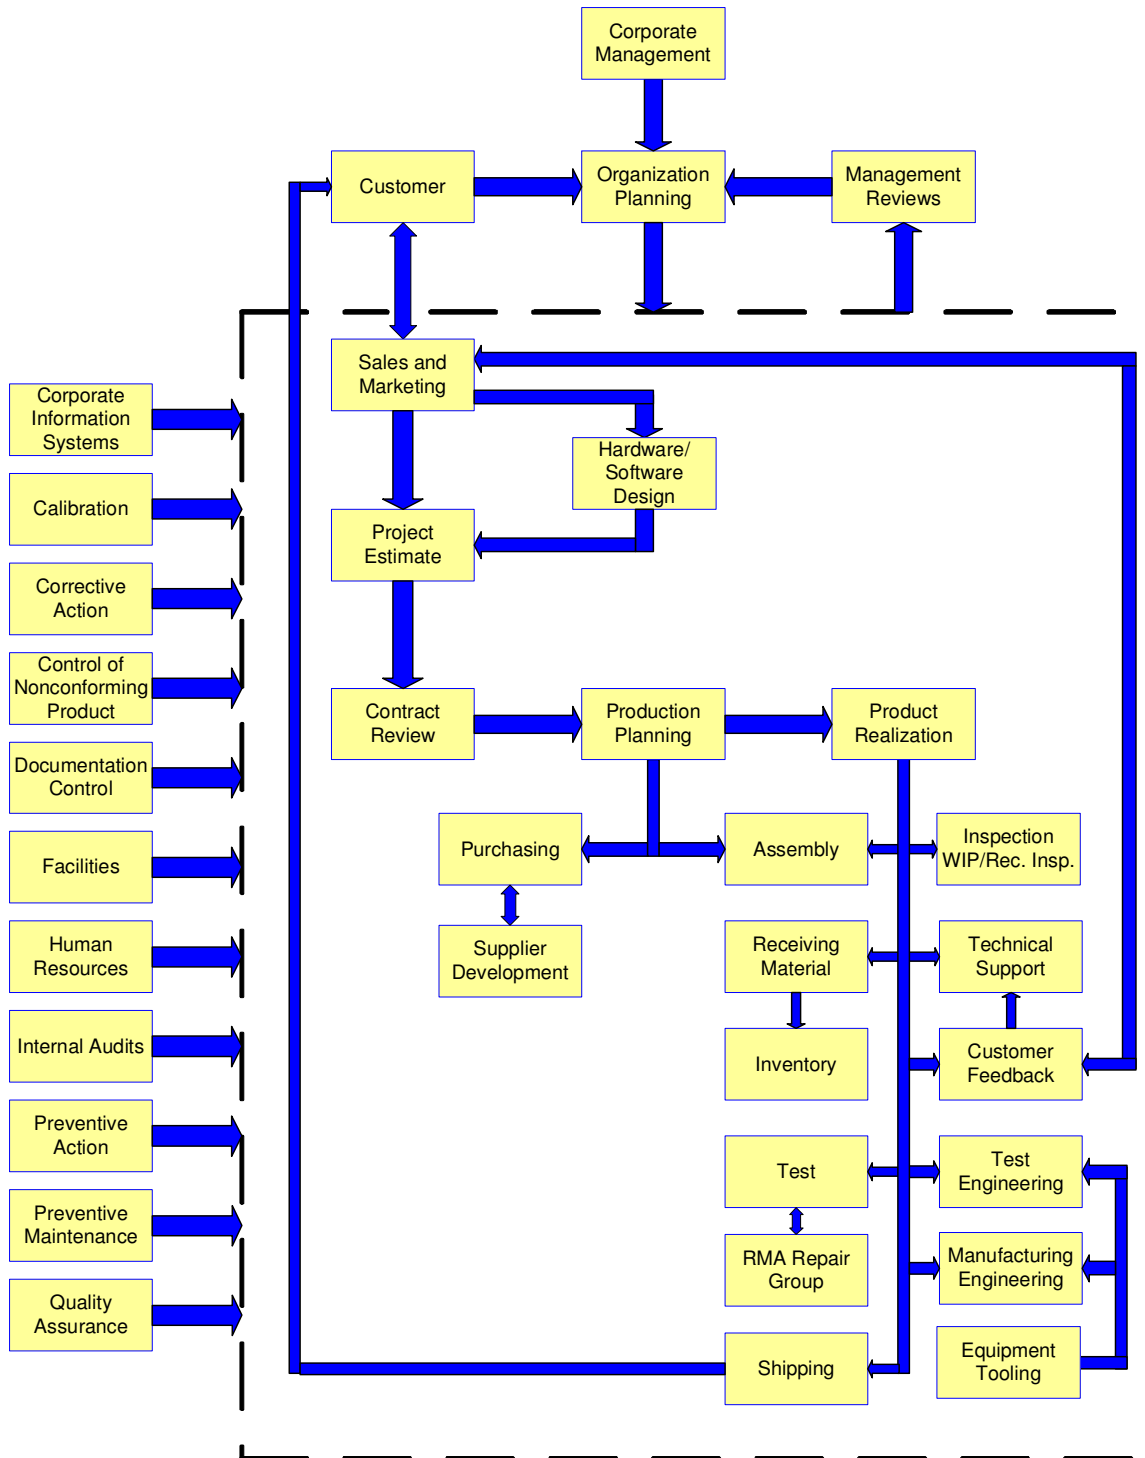 Corporate
Management
Customer
Organization
Planning
Management
Reviews
Sales and
Marketing
Corporate
Information
Systems
Hardware/
Software
Design
Calibration
Project
Estimate
Corrective
Action
Control of
Nonconforming
Product
Contract
Review
Production
Planning
Product
Realization
Documentation
Control
Purchasing
Assembly
Inspection
WIP/Rec. Insp.
Facilities
Human
Resources
Supplier
Development
Receiving
Material
Technical
Support
Internal Audits
Inventory
Customer
Feedback
Preventive
Action
Test
Test
Engineering
Preventive
Maintenance
RMA Repair
Group
Manufacturing
Engineering
Quality
Assurance
Shipping
Equipment
Tooling